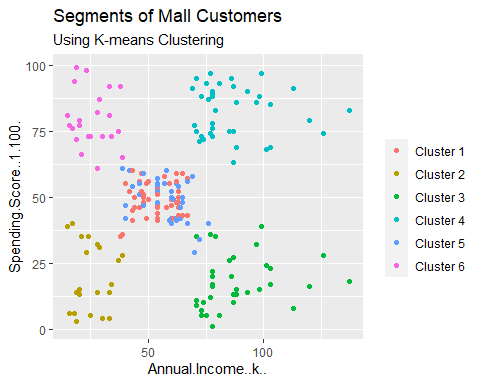 Segments of Mall Customers
Using K-means Clustering
100
75
50
25
0
Spending.Score..1.100.
50
100
Annual.Income..k..
Cluster 1
Cluster 2
Cluster 3
Cluster 4
Cluster 5
Cluster 6